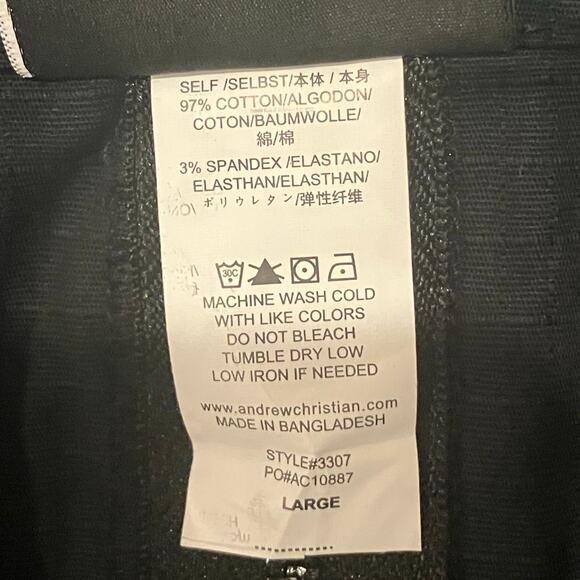 SELF /SELBST/本体 / 本身
97% COTTON/ALGODON/
COTON/BAUMWOLLE/
綿/棉
3% SPANDEX /ELASTANO/
ELASTHAN/ELASTHAN/
ポリウレタン/弹性纤维
30C
MACHINE WASH COLD
WITH LIKE COLORS
DO NOT BLEACH
TUMBLE DRY LOW
LOW IRON IF NEEDED
www.andrewchristian.com
MADE IN BANGLADESH
STYLE#3307
PO#AC10887
LARGE